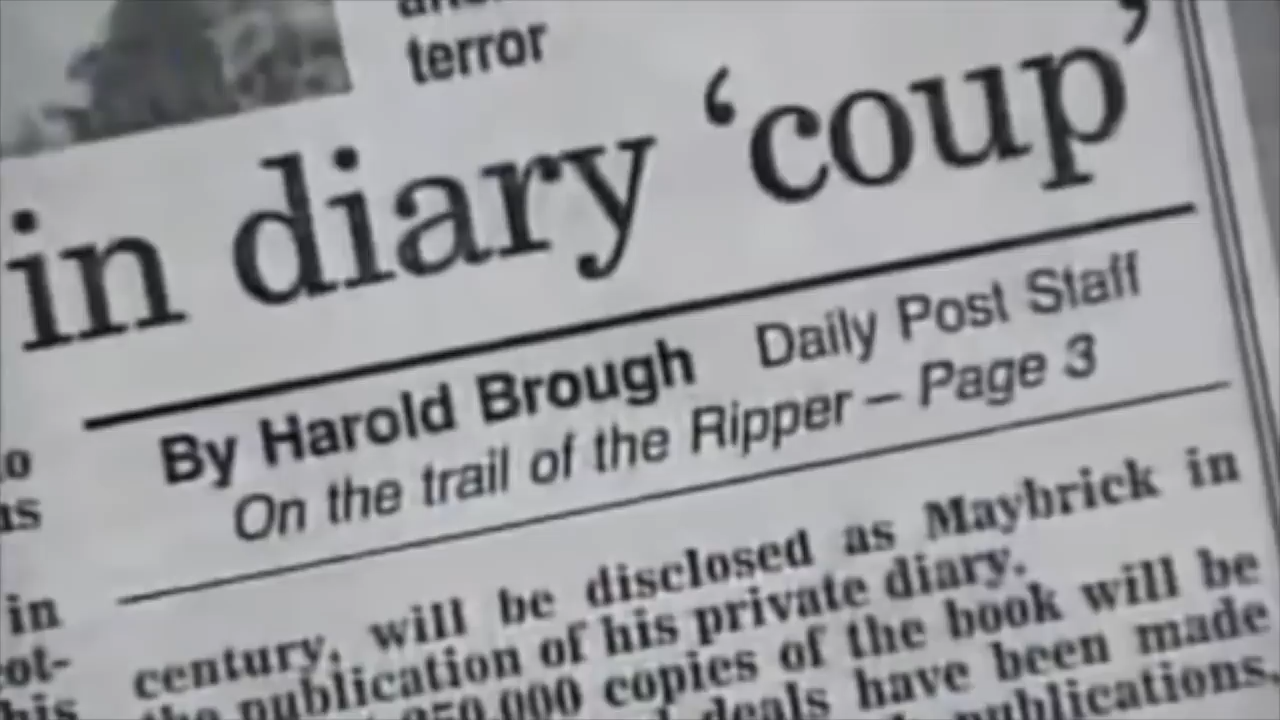 terror
in diary ‘coup’
By Harold Brough Daily Post Staff
On the trail of the Ripper – Page 3
in
century, will be disclosed as Maybrick in
the publication of his private diary.
250,000 copies of the book will be
deals have been made
publications.